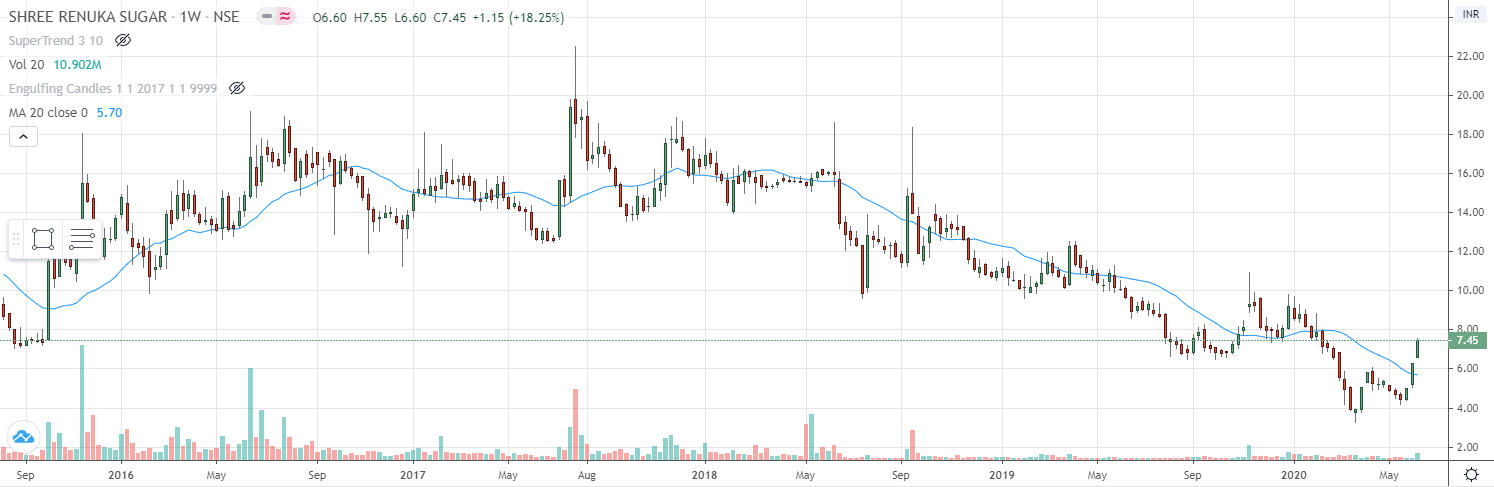 SHREE RENUKA SUGAR · 1W · NSE O6.60 H7.55 L6.60 C7.45 +1.15 (+18.25%)
INR
SuperTrend 3 10
Vol 20 10.902M
Engulfing Candles 1 1 2017 1 1 9999
MA 20 close 0 5.70
22.00
20.00
18.00
16.00
14.00
12.00
10.00
8.00
7.45
6.00
4.00
2.00
Sep 2016 May Sep 2017 May Aug 2018 May Sep 2019 May Sep 2020 May